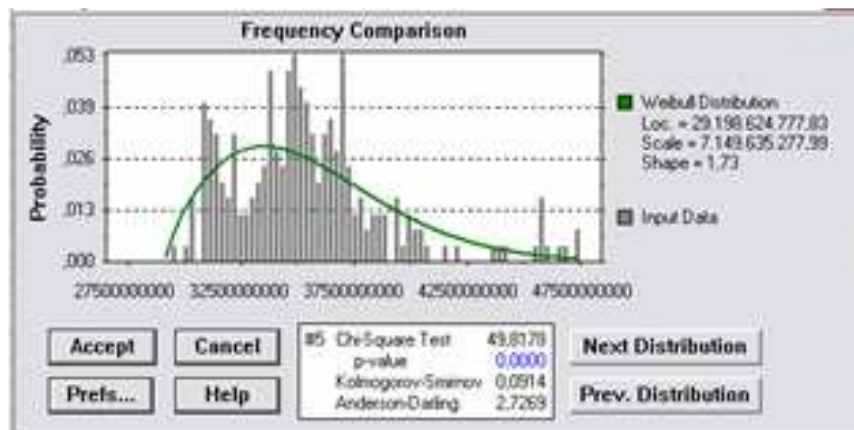 Frequency Comparison
Probability
,053
,039
,026
,013
,000
27500000000 32500000000 37500000000 42500000000 47500000000
Weibull Distribution
Loc. = 29.198.624.777,83
Scale = 7.149.635.277,99
Shape = 1,73
Input Data
Accept
Cancel
Prefs...
Help
#5 Chi-Square Test 49,8178
p-value 0,0000
Kolmogorov-Smirnov 0,0914
Anderson-Darling 2,7269
Next Distribution
Prev. Distribution